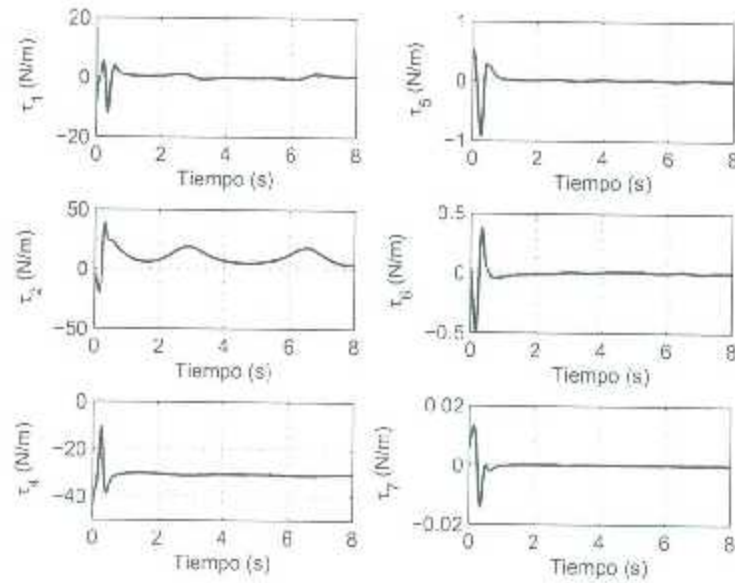 20
0
−20
τ1 (N/m)
0 2 4 6 8
Tiempo (s)
1
0
−1
τ5 (N/m)
0 2 4 6 8
Tiempo (s)
50
0
−50
τ2 (N/m)
0 2 4 6 8
Tiempo (s)
0.5
0
−0.5
τ6 (N/m)
0 2 4 6 8
Tiempo (s)
0
−20
−40
τ4 (N/m)
0 2 4 6 8
Tiempo (s)
0.02
0
−0.02
τ7 (N/m)
0 2 4 6 8
Tiempo (s)